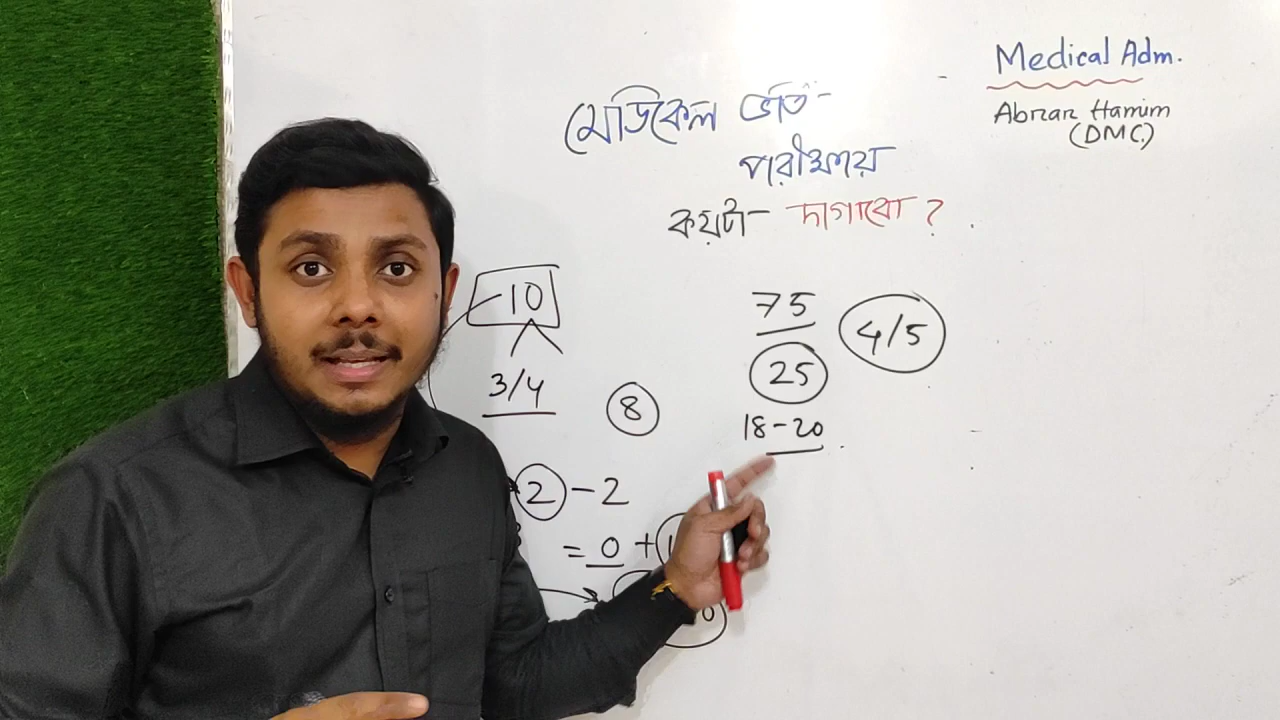 Medical Adm.
Abrar Hamim
(DMC)
মেডিকেল ভর্তি-
পরীক্ষায়
কয়টা- দাগাবো ?
-10
3/4
8
75
4/5
25
18-20
2 - 2
= 0 +